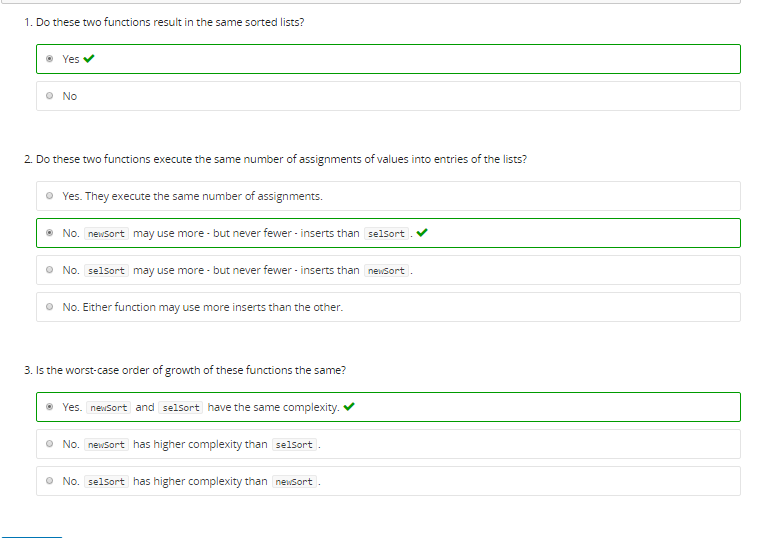 1. Do these two functions result in the same sorted lists?
Yes
No
2. Do these two functions execute the same number of assignments of values into entries of the lists?
Yes. They execute the same number of assignments.
No. newSort may use more - but never fewer - inserts than selSort.
No. selSort may use more - but never fewer - inserts than newSort.
No. Either function may use more inserts than the other.
3. Is the worst-case order of growth of these functions the same?
Yes. newSort and selSort have the same complexity.
No. newSort has higher complexity than selSort.
No. selSort has higher complexity than newSort.